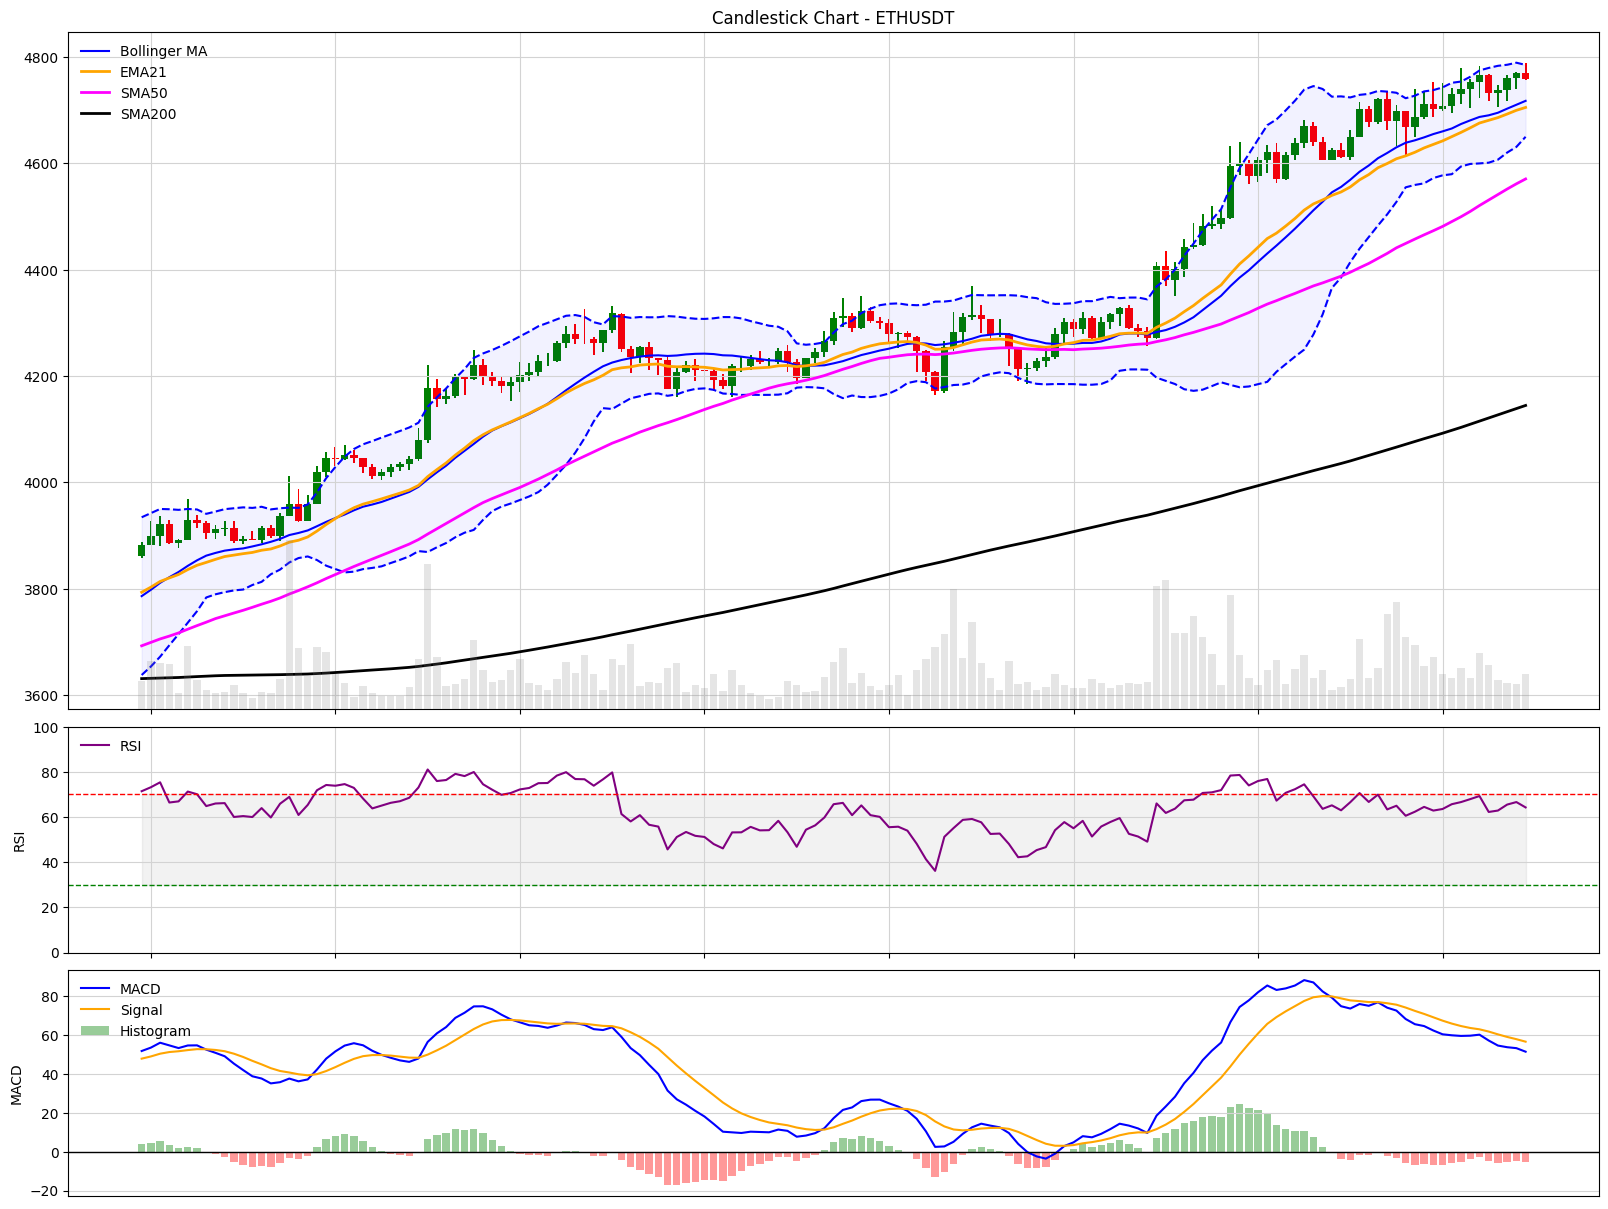 Candlestick Chart - ETHUSDT
Bollinger MA
EMA21
SMA50
SMA200
4800
4600
4400
4200
4000
3800
3600
RSI
100
80
60
40
20
0
RSI
MACD
Signal
Histogram
80
60
40
20
0
−20
MACD